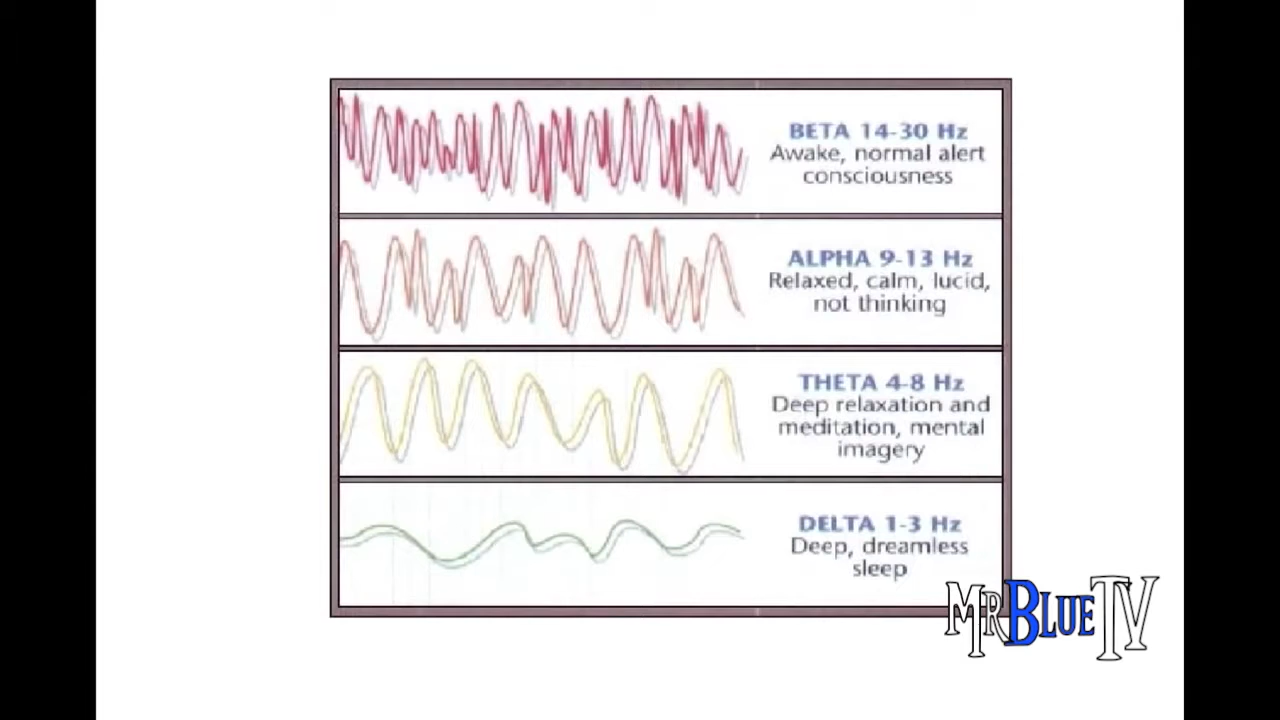 BETA 14-30 Hz
Awake, normal alert
consciousness
ALPHA 9-13 Hz
Relaxed, calm, lucid,
not thinking
THETA 4-8 Hz
Deep relaxation and
meditation, mental
imagery
DELTA 1-3 Hz
Deep, dreamless
sleep
MRBLUETV